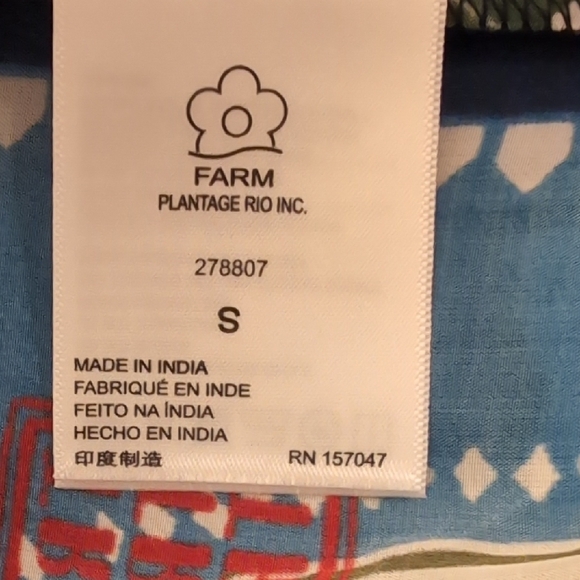 FARM
PLANTAGE RIO INC.
278807
S
MADE IN INDIA
FABRIQUÉ EN INDE
FEITO NA ÍNDIA
HECHO EN INDIA
印度制造
RN 157047